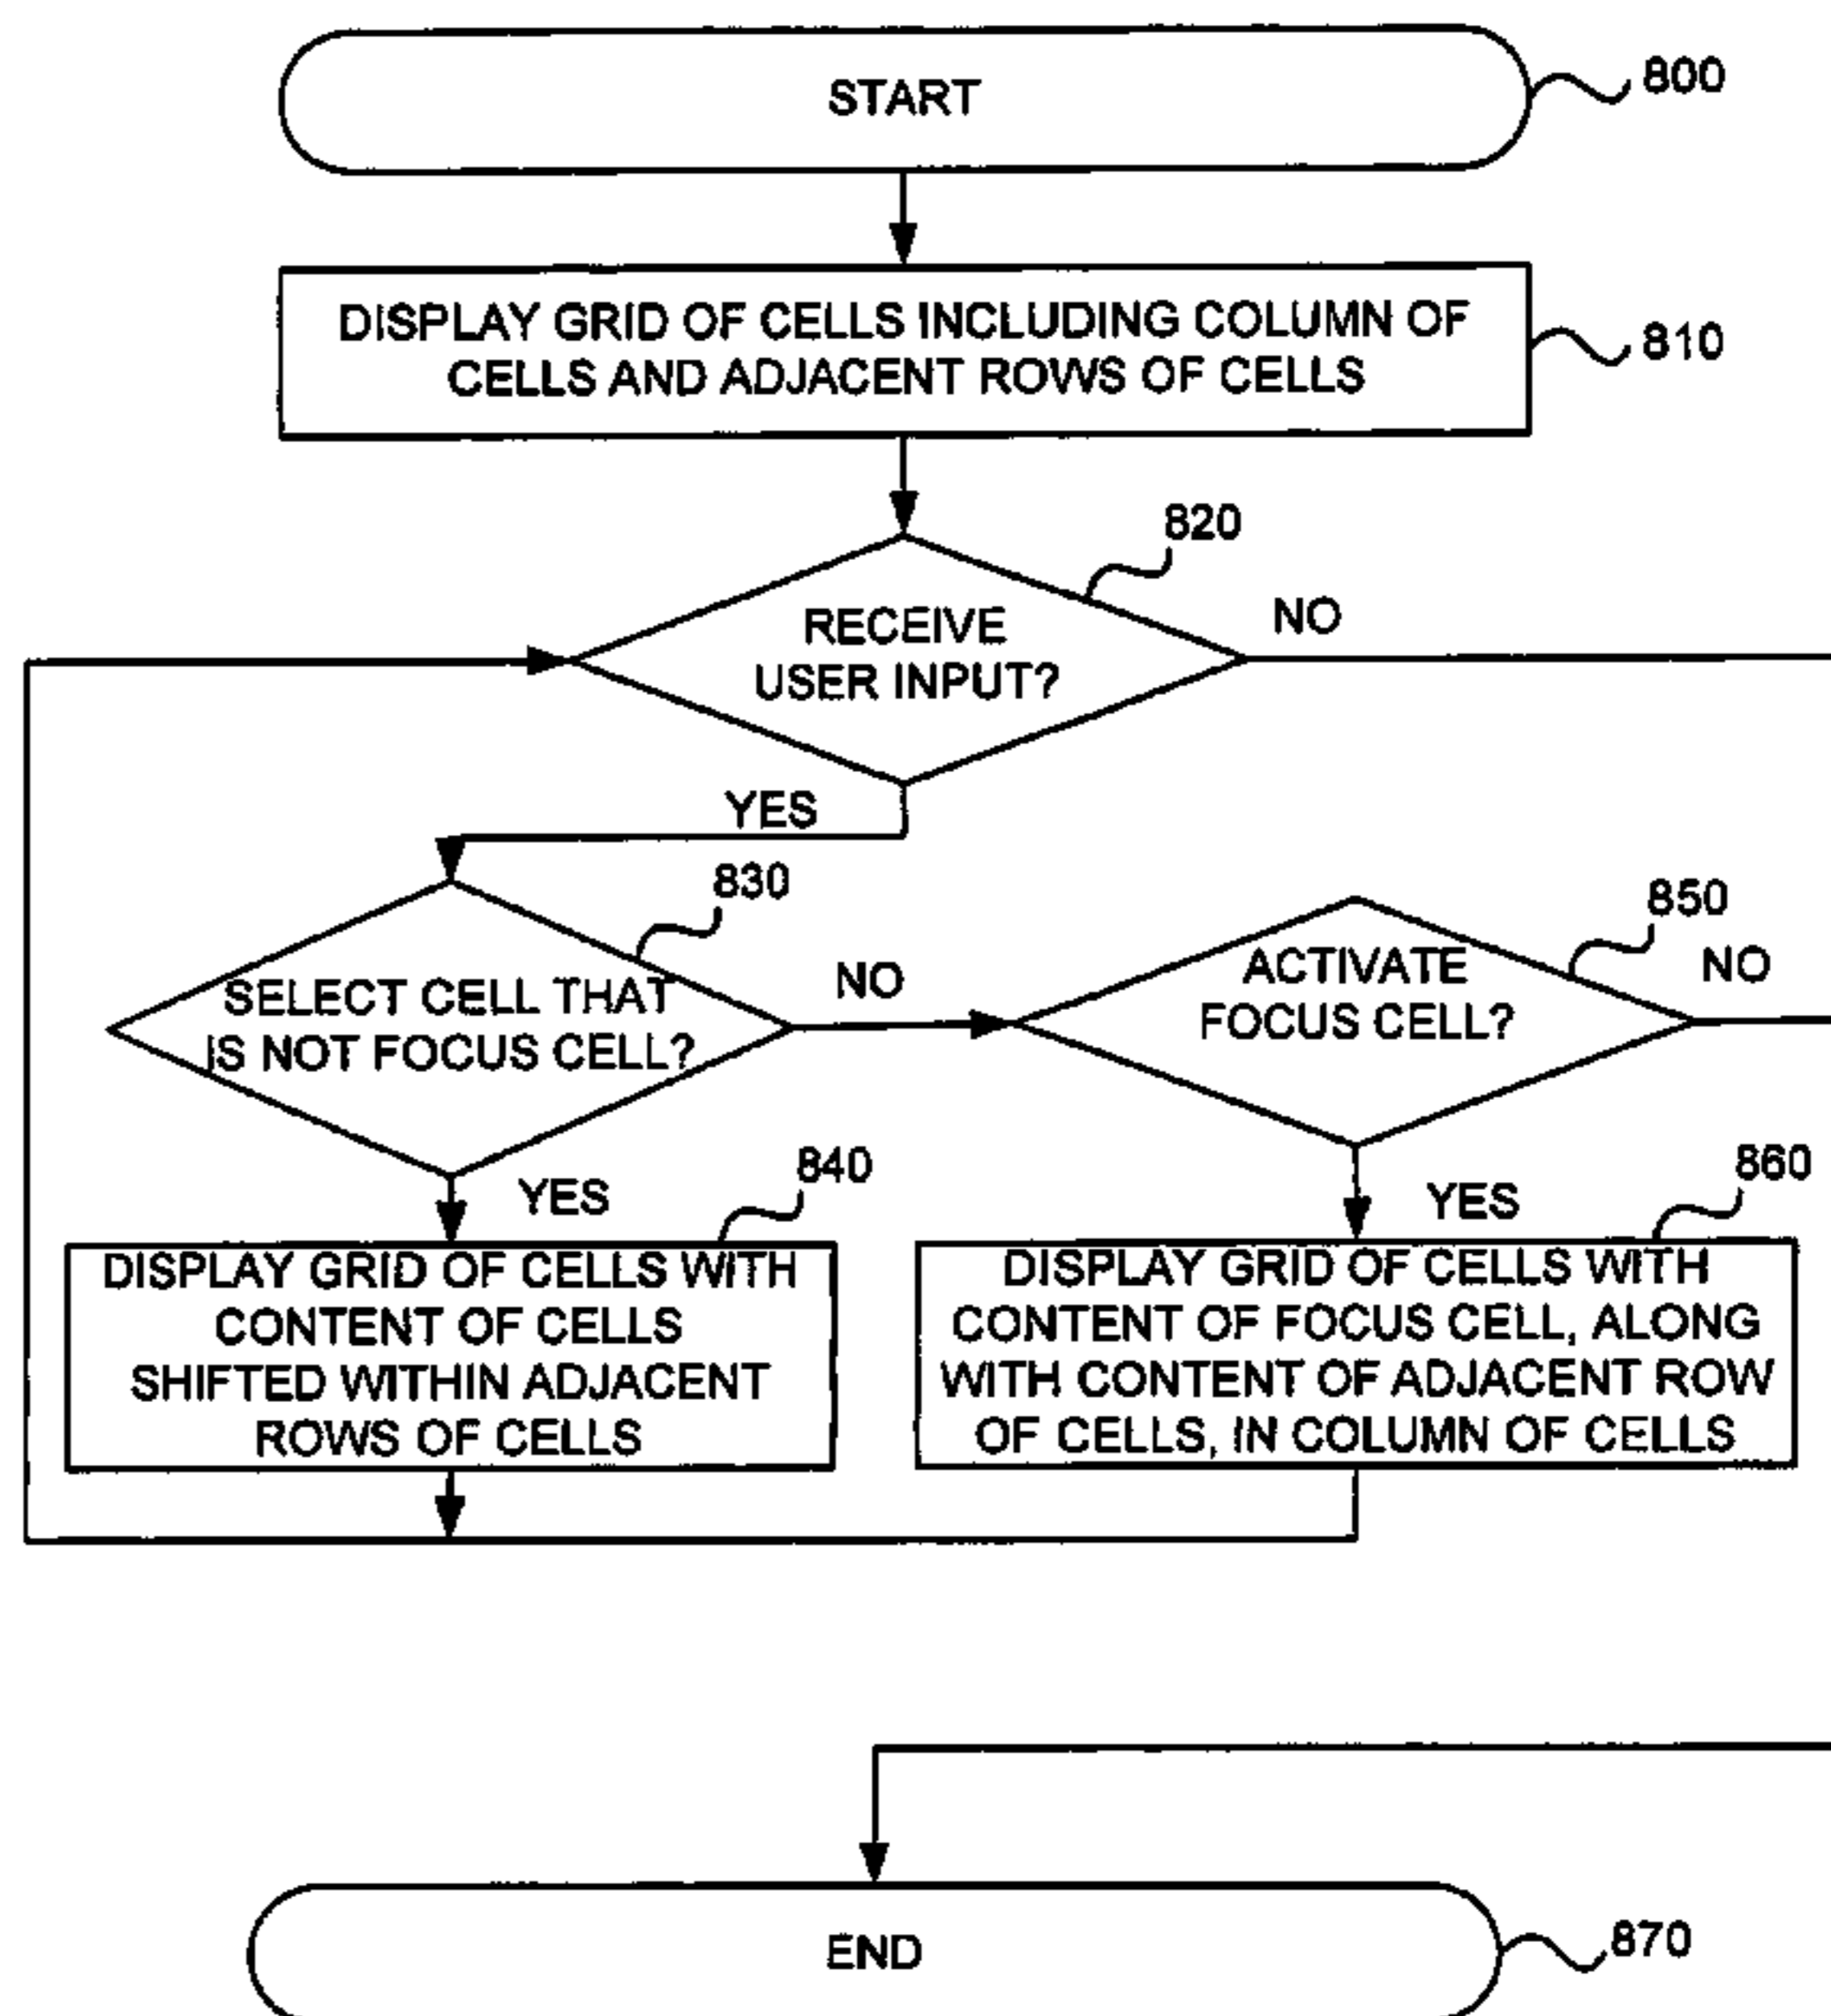 START
800
DISPLAY GRID OF CELLS INCLUDING COLUMN OF
CELLS AND ADJACENT ROWS OF CELLS
810
820
RECEIVE
USER INPUT?
NO
YES
830
SELECT CELL THAT
IS NOT FOCUS CELL?
NO
850
ACTIVATE
FOCUS CELL?
NO
YES
840
DISPLAY GRID OF CELLS WITH
CONTENT OF CELLS
SHIFTED WITHIN ADJACENT
ROWS OF CELLS
YES
860
DISPLAY GRID OF CELLS WITH
CONTENT OF FOCUS CELL, ALONG
WITH CONTENT OF ADJACENT ROW
OF CELLS, IN COLUMN OF CELLS
END
870